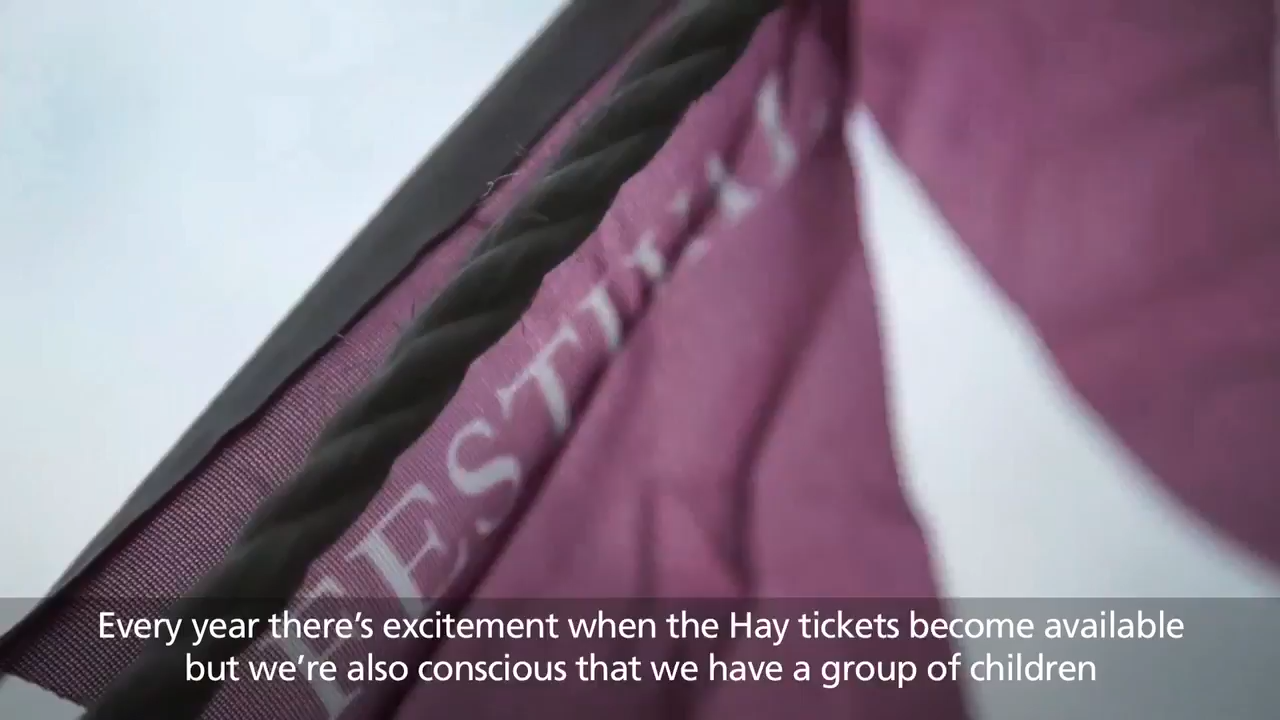 FESTIVAL
Every year there's excitement when the Hay tickets become available
but we're also conscious that we have a group of children